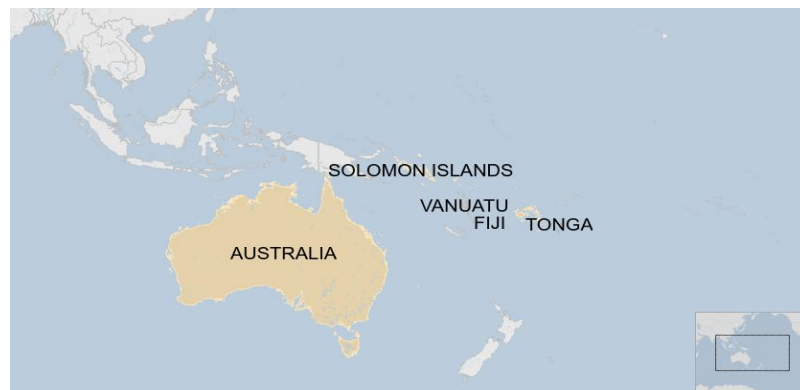 SOLOMON ISLANDS
VANUATU
FIJI
TONGA
AUSTRALIA